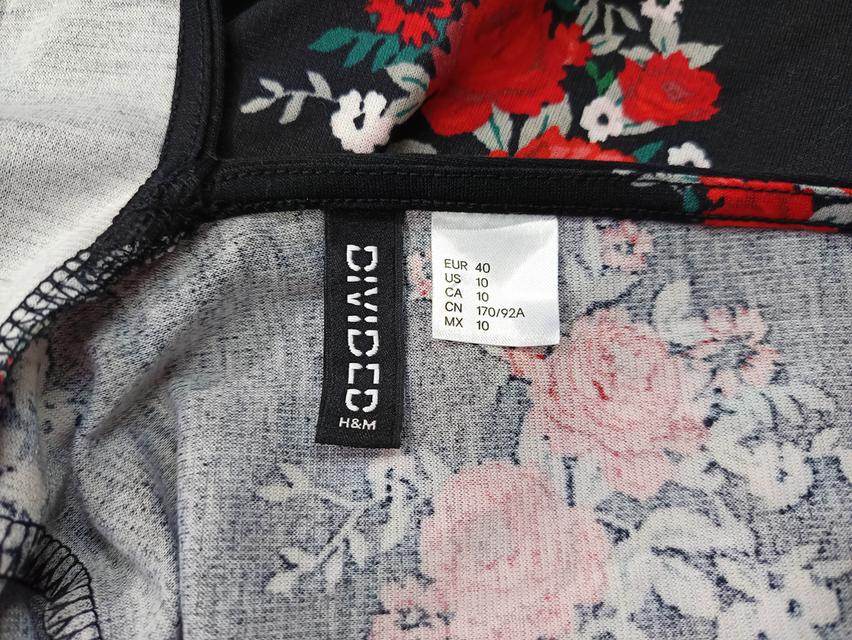 DIVIDED
H&M
EUR 40
US 10
CA 10
CN 170/92A
MX 10